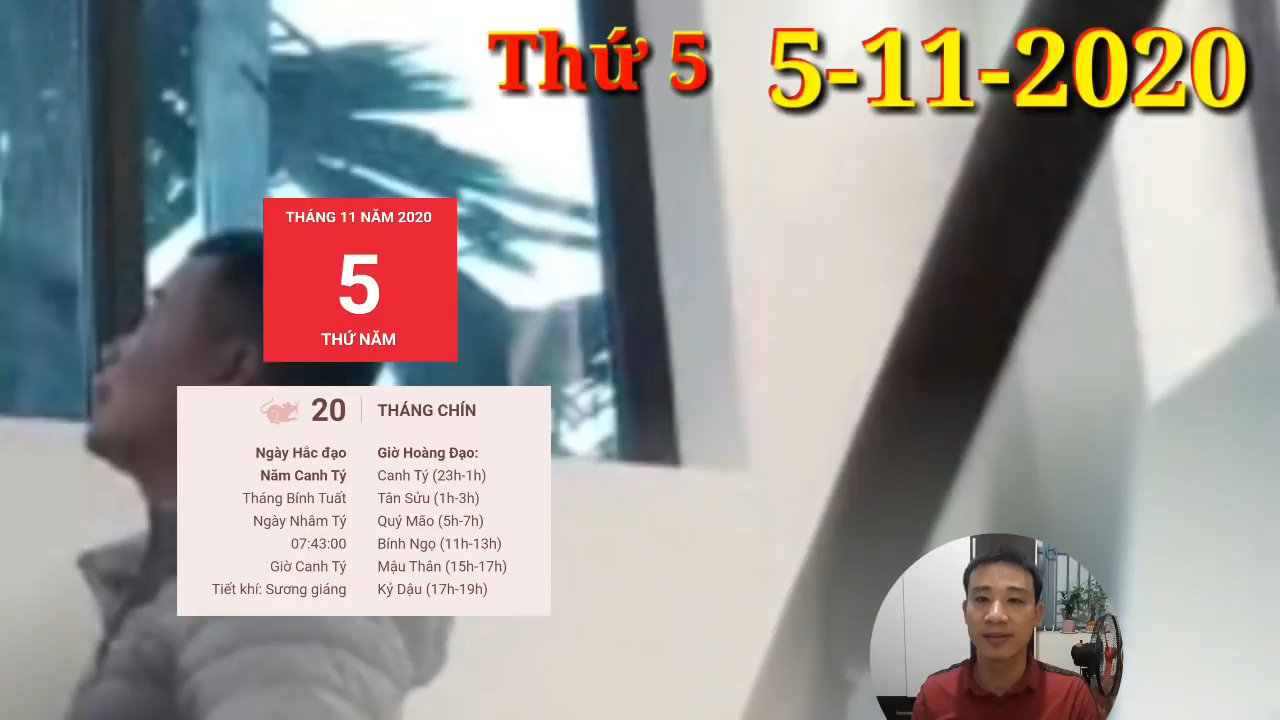 Thứ 5 5-11-2020
THÁNG 11 NĂM 2020
5
THỨ NĂM
20 THÁNG CHÍN
Ngày Hắc đạo
Năm Canh Tý
Tháng Bính Tuất
Ngày Nhâm Tý
07:43:00
Giờ Canh Tý
Tiết khí: Sương giáng
Giờ Hoàng Đạo:
Canh Tý (23h-1h)
Tân Sửu (1h-3h)
Quý Mão (5h-7h)
Bính Ngọ (11h-13h)
Mậu Thân (15h-17h)
Kỷ Dậu (17h-19h)